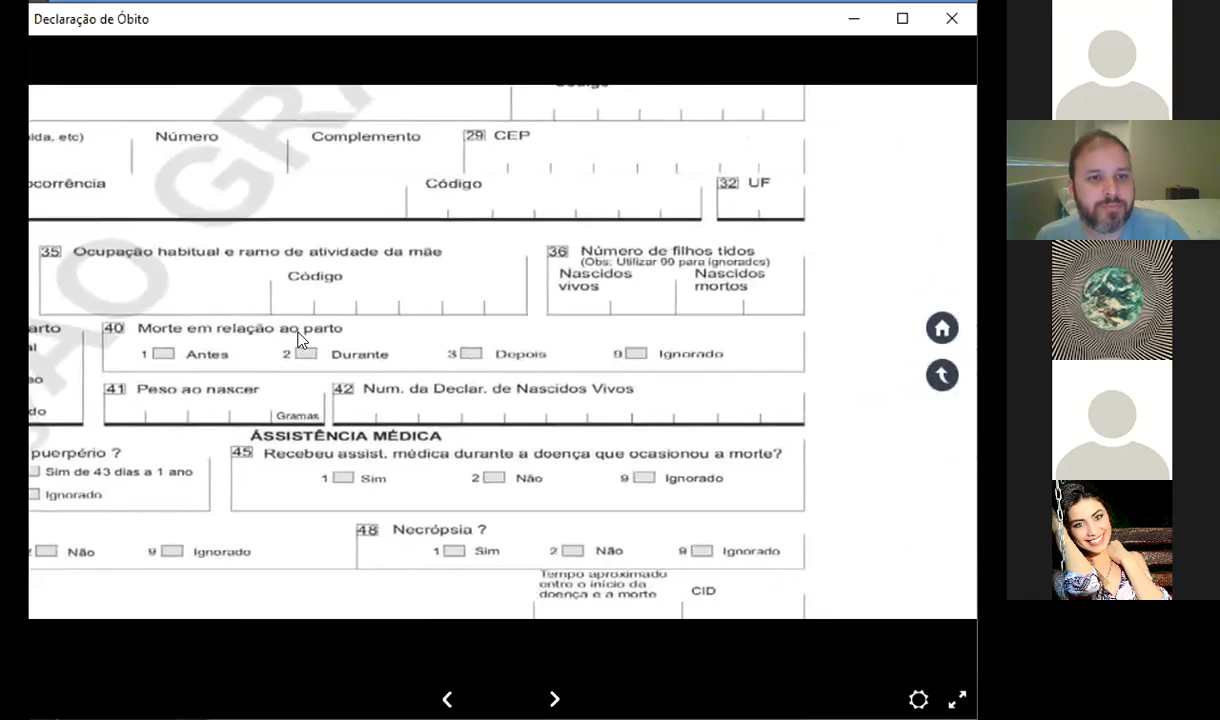 Declaração de Óbito
Código
ida, etc)
Número
Complemento
29 CEP
ocorrência
Código
32 UF
35 Ocupação habitual e ramo de atividade da mãe
Código
36 Número de filhos tidos
(Obs: Utilizar 99 para ignorados)
Nascidos vivos
Nascidos mortos
arto
40 Morte em relação ao parto
1 Antes 2 Durante 3 Depois 9 Ignorado
do
41 Peso ao nascer
Gramas
42 Num. da Declar. de Nascidos Vivos
ASSISTÊNCIA MÉDICA
puerpério ?
Sim de 43 dias a 1 ano
Ignorado
45 Recebeu assist. médica durante a doença que ocasionou a morte?
1 Sim 2 Não 9 Ignorado
48 Necrópsia ?
Não 9 Ignorado
1 Sim 2 Não 9 Ignorado
Tempo aproximado
entre o início da
doença e a morte
CID